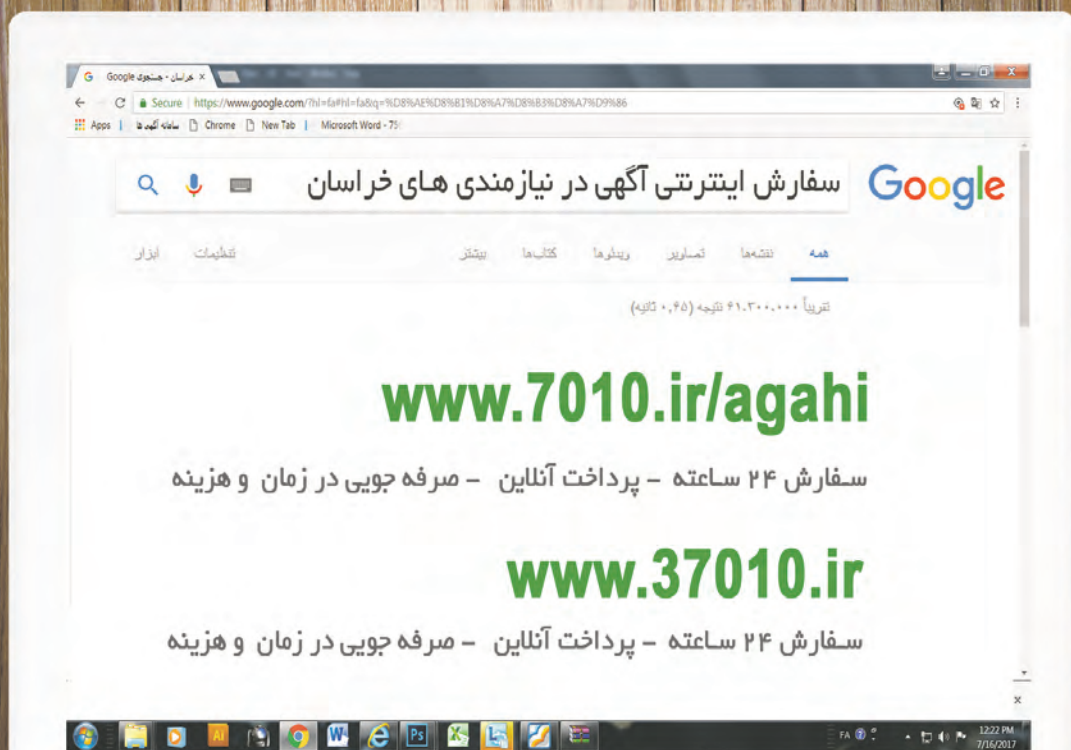 خراسان - جستجوی Google
Secure | https://www.google.com/?hl=fa#hl=fa&q=%D8%AE%D8%B1%D8%A7%D8%B3%D8%A7%D9%86
Apps سامانه آگهی ها Chrome New Tab Microsoft Word - 75
Google سفارش اینترنتی آگهی در نیازمندی های خراسان
همه نقشه‌ها تصاویر ویدئوها کتاب‌ها بیشتر تنظیمات ابزار
تقریباً ۶۱,۳۰۰,۰۰۰ نتیجه (۰٫۶۵ ثانیه)
www.7010.ir/agahi
سفارش ۲۴ ساعته - پرداخت آنلاین - صرفه جویی در زمان و هزینه
www.37010.ir
سفارش ۲۴ ساعته - پرداخت آنلاین - صرفه جویی در زمان و هزینه
FA 12:22 PM
7/16/2017